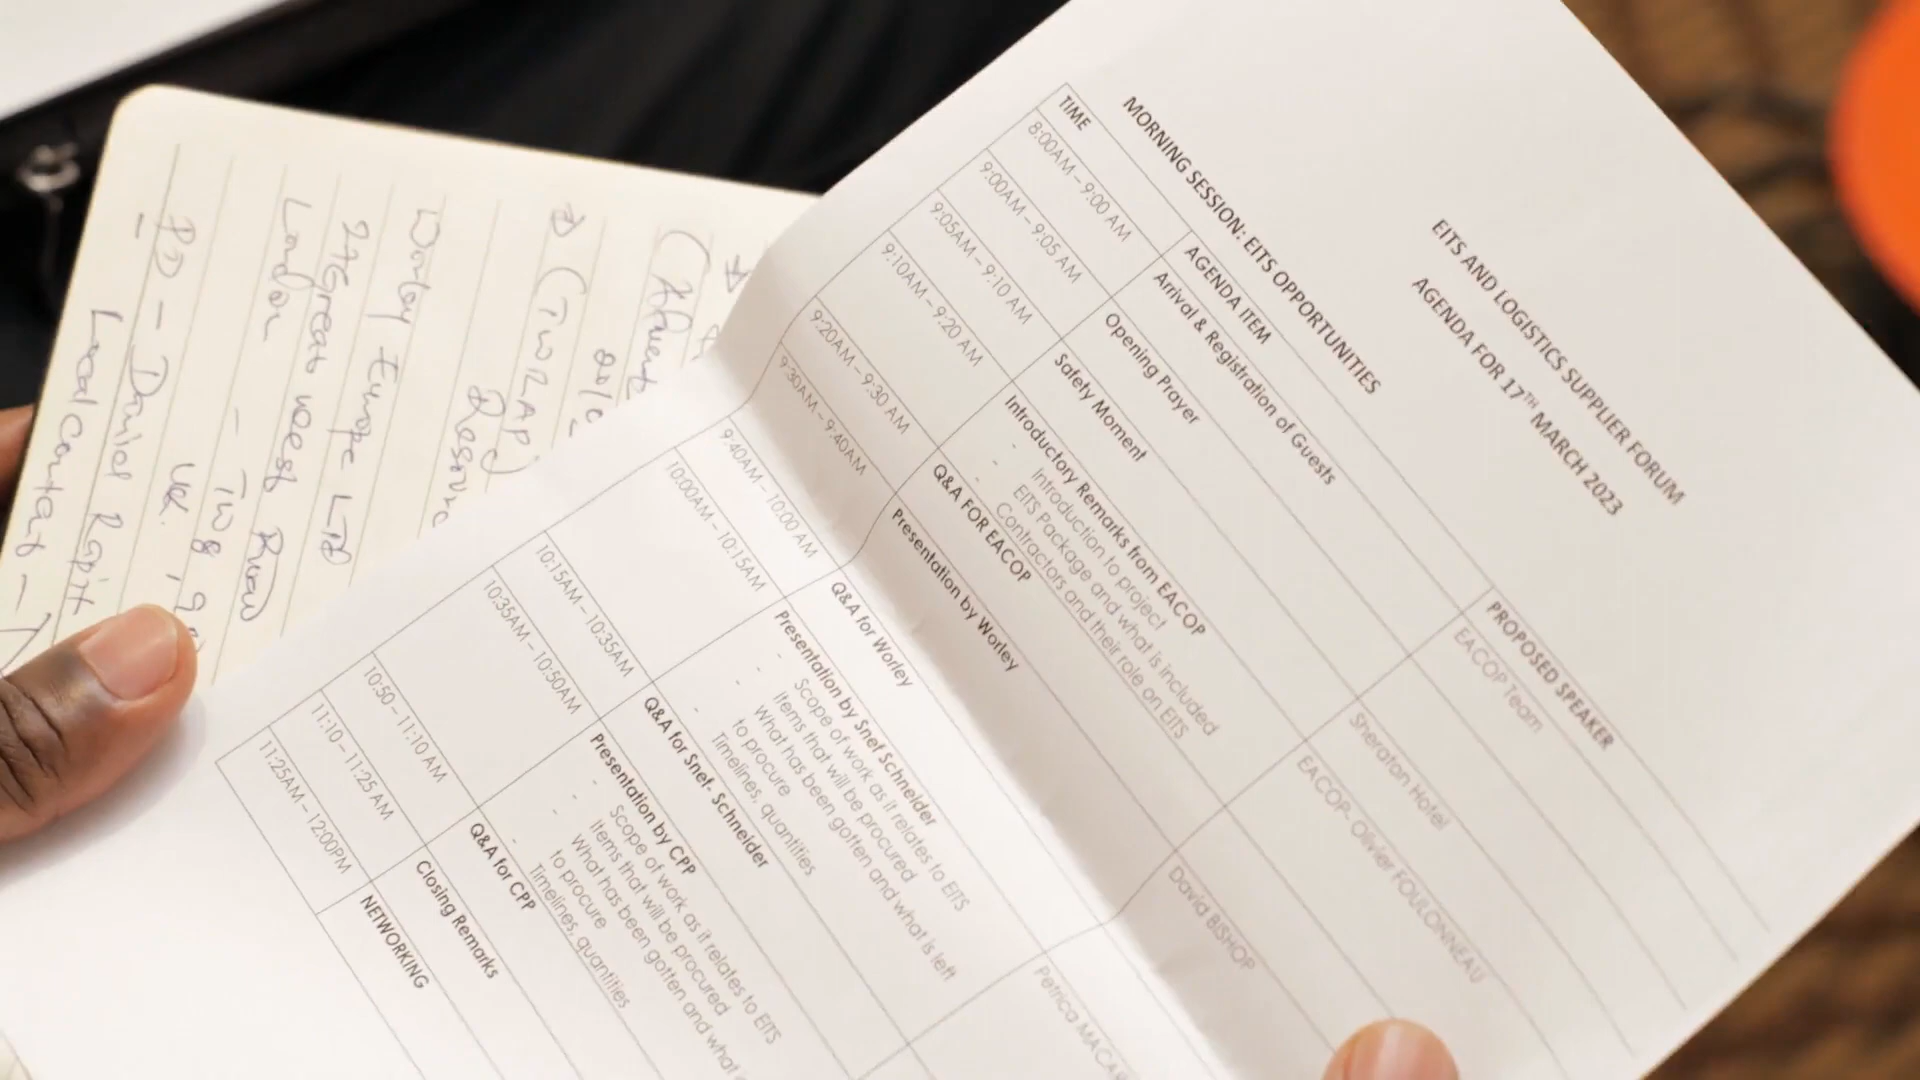 EITS AND LOGISTICS SUPPLIER FORUM
AGENDA FOR 17TH MARCH 2023
MORNING SESSION: EITS OPPORTUNITIES
TIME AGENDA ITEM PROPOSED SPEAKER
8:00AM – 9:00 AM Arrival & Registration of Guests EACOP Team
9:00AM – 9:05 AM Opening Prayer
9:05AM – 9:10 AM Safety Moment Sheraton Hotel
9:10AM – 9:20 AM Introductory Remarks from EACOP EACOP- Olivier FOULONNEAU
- Introduction to project
- EITS Package and what is included
- Contractors and their role on EITS
9:20AM – 9:30 AM Q&A FOR EACOP
9:30AM – 9:40AM Presentation by Worley David BISHOP
9:40AM – 10:00 AM Q&A for Worley
10:00AM – 10:15AM Presentation by Snef Schneider Petrica
- Scope of work as it relates to EITS
- Items that will be procured
- What has been gotten and what is left
to procure
- Timelines, quantities
10:15AM – 10:35AM Q&A for Snef- Schneider
10:35AM – 10:50AM Presentation by CPP
- Scope of work as it relates to EITS
- Items that will be procured
- What has been gotten and what
to procure
- Timelines, quantities
10:50 – 11:10 AM Q&A for CPP
11:10 – 11:25 AM Closing Remarks
11:25AM – 12:00PM NETWORKING
Worley Europe LTD
27 Great West Road
London - TW8
UK
Local Content –